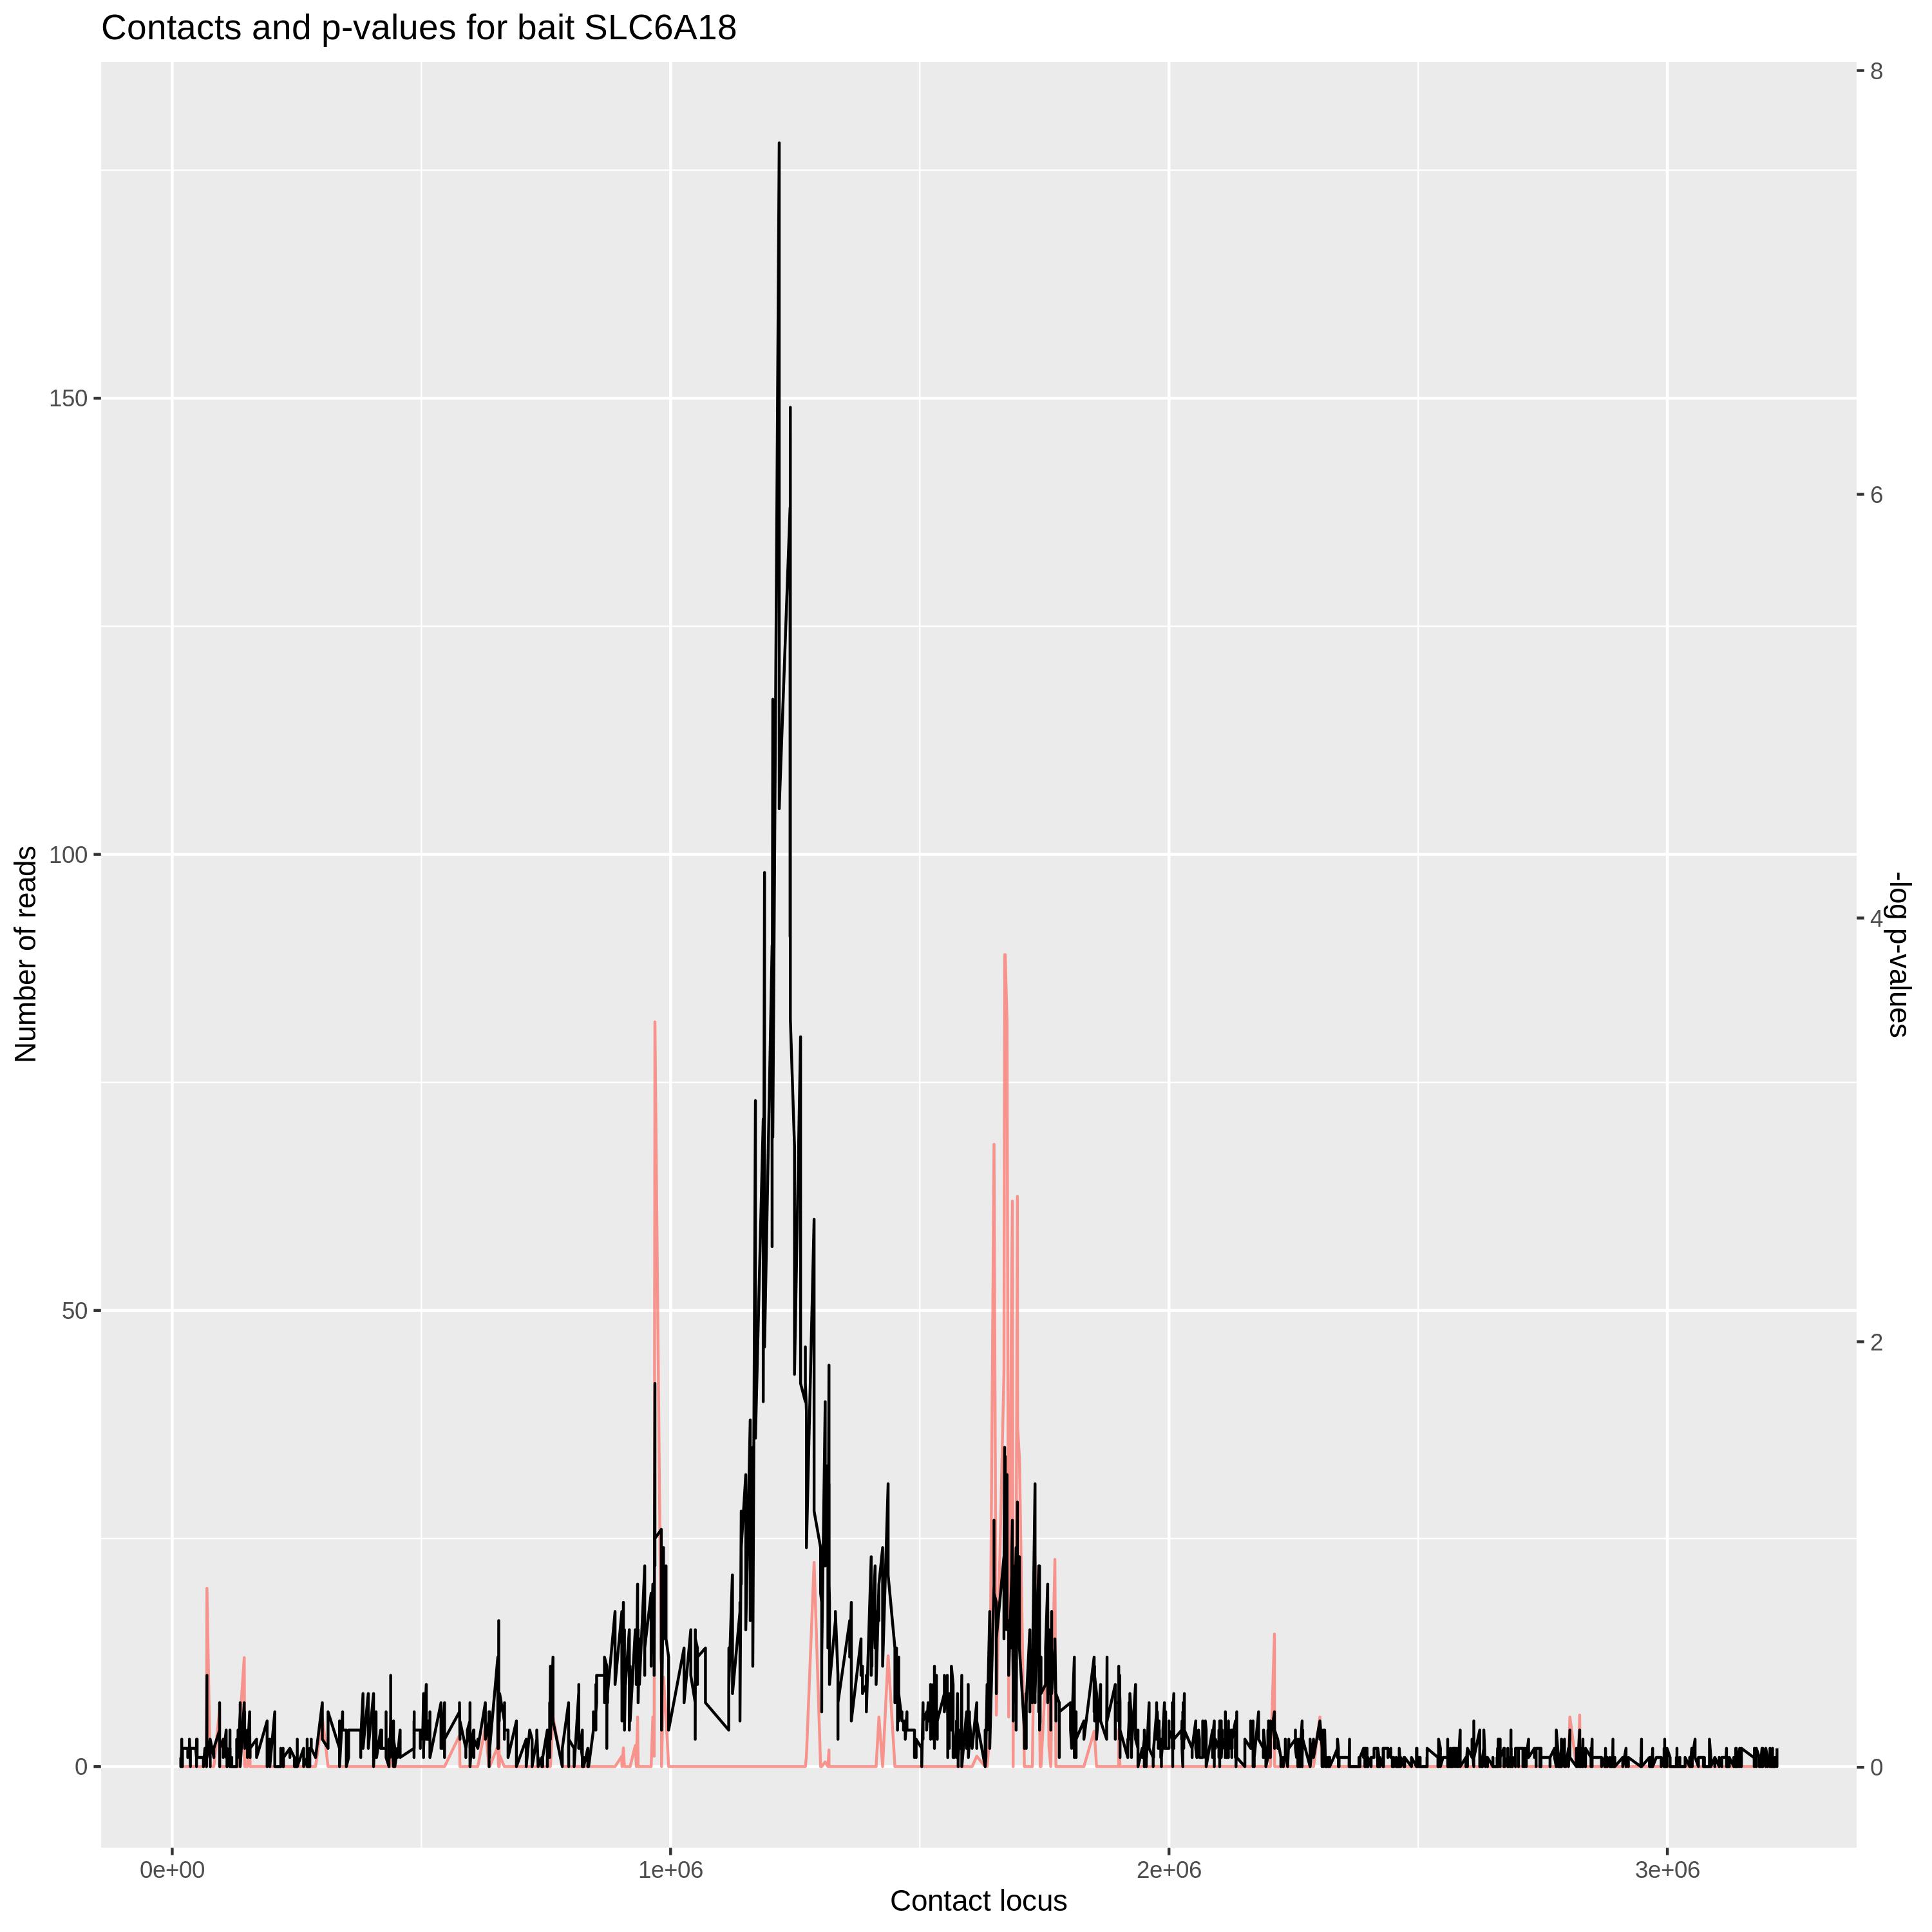 Contacts and p-values for bait SLC6A18
Number of reads
150
100
50
0
8
6
4
2
0
-log p-values
0e+00
1e+06
2e+06
3e+06
Contact locus